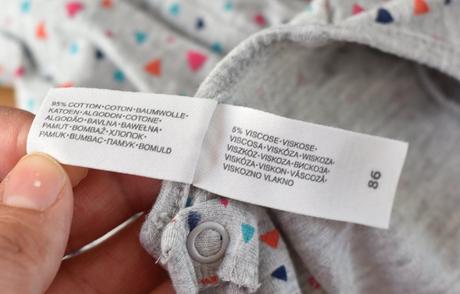 95% COTTON•COTON•BAUMWOLLE•
KATOEN•ALGODON•COTONE•
ALGODÃO•BAVLNA•BAWEŁNA•
PAMUT•BOMBAŽ•ХЛОПОК•
PAMUK•BUMBAC•ПАМУК•BOMULD
5% VISCOSE•VISKOSE•
VISCOSA•VISKÓZA•WISKOZA•
VISZKÓZ•VISKOZA•ВИСКОЗА•
VISKÓZA•VISKON•VÂSCOZĂ•
VISKOZNO VLAKNO
86